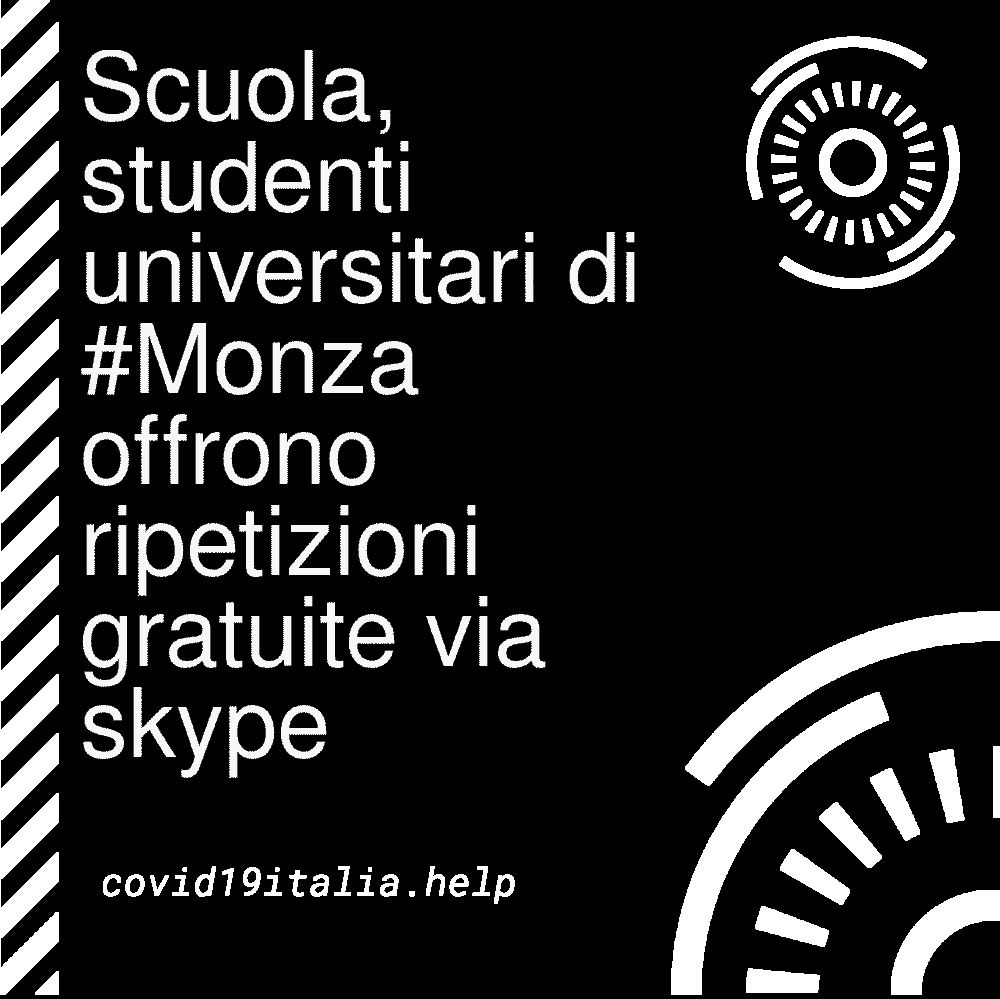 Scuola,
studenti
universitari di
#Monza
offrono
ripetizioni
gratuite via
skype
covid19italia.help